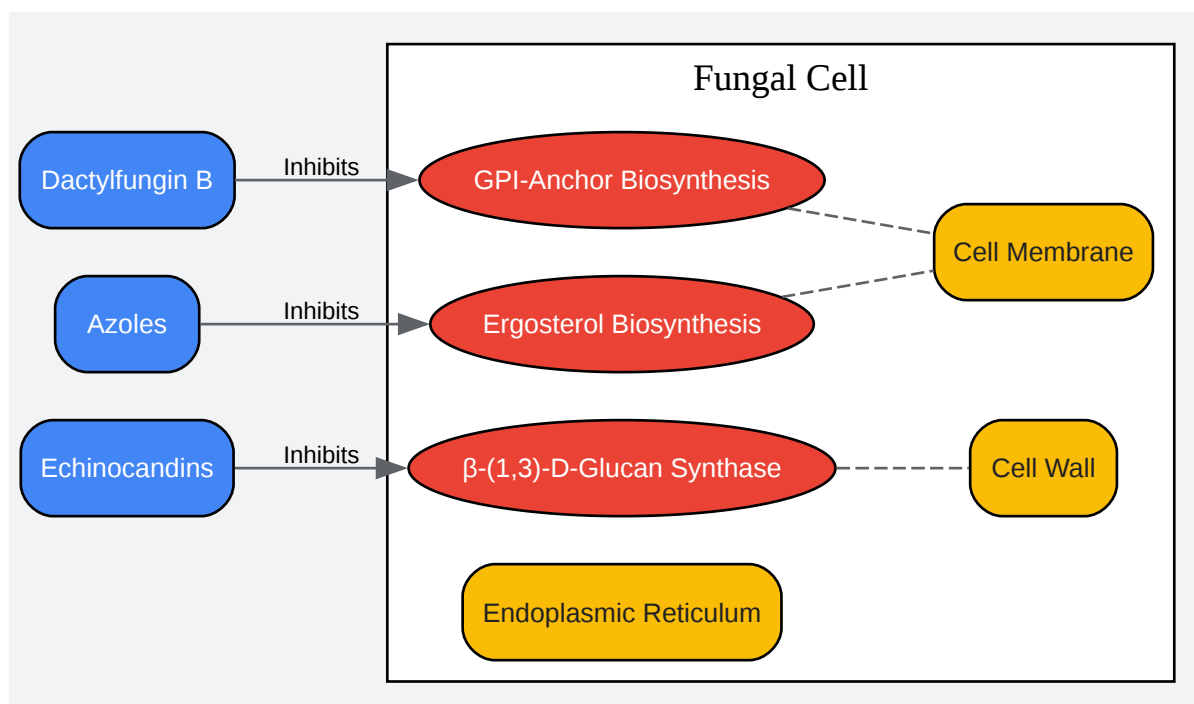 Fungal Cell
Dactylfungin B
Inhibits
GPI-Anchor Biosynthesis
Cell Membrane
Azoles
Inhibits
Ergosterol Biosynthesis
Echinocandins
Inhibits
β-(1,3)-D-Glucan Synthase
Cell Wall
Endoplasmic Reticulum